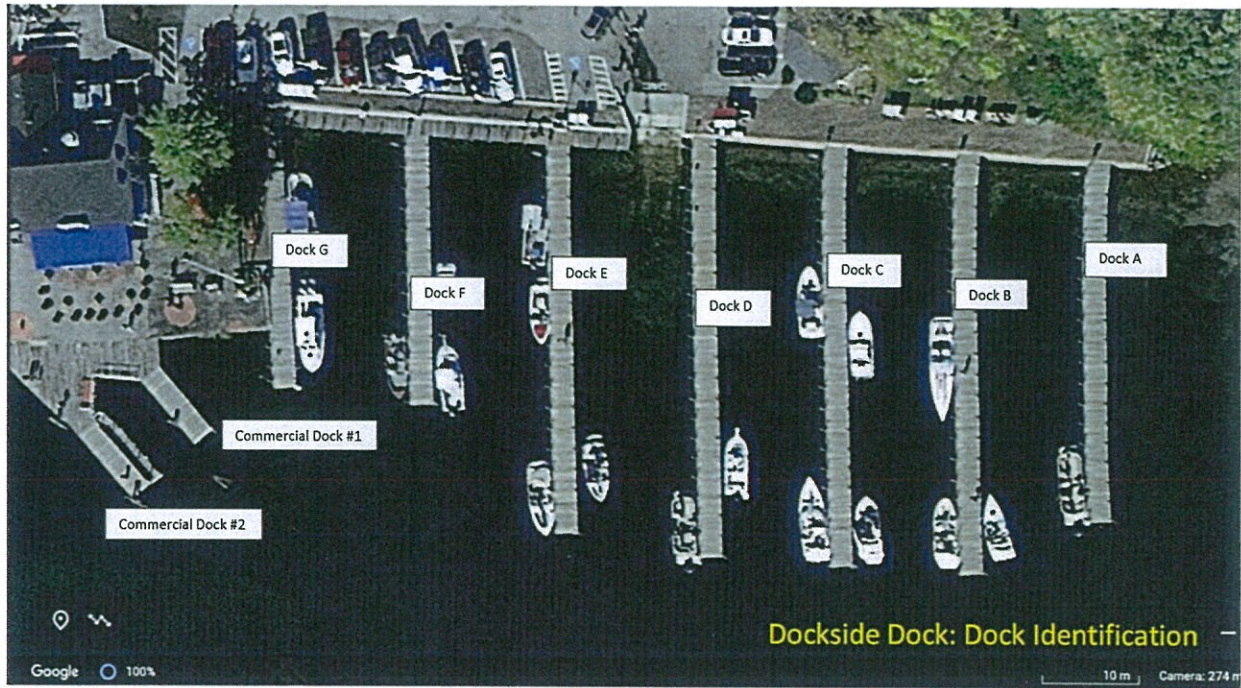 Dock G
Dock F
Dock E
Dock D
Dock C
Dock B
Dock A
Commercial Dock #1
Commercial Dock #2
Dockside Dock: Dock Identification
Google
100%
10 m
Camera: 274 m